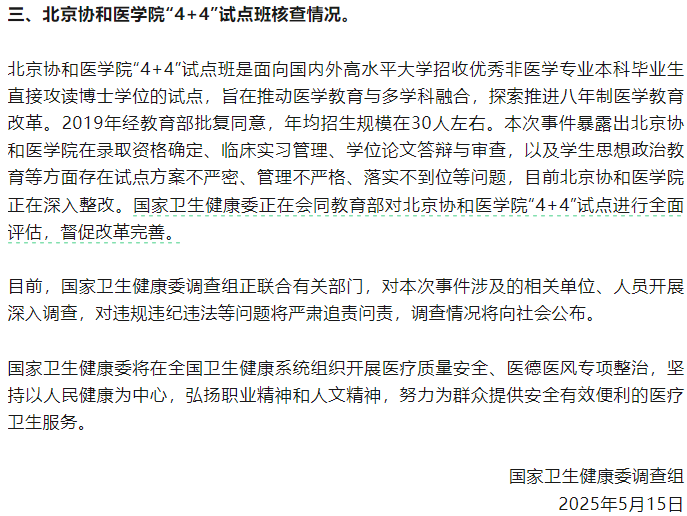 三、北京协和医学院“4+4”试点班核查情况。
北京协和医学院“4+4”试点班是面向国内外高水平大学招收优秀非医学专业本科毕业生
直接攻读博士学位的试点，旨在推动医学教育与多学科融合，探索推进八年制医学教育
改革。2019年经教育部批复同意，年均招生规模在30人左右。本次事件暴露出北京协
和医学院在录取资格确定、临床实习管理、学位论文答辩与审查，以及学生思想政治教
育等方面存在试点方案不严密、管理不严格、落实不到位等问题，目前北京协和医学院
正在深入整改。国家卫生健康委正在会同教育部对北京协和医学院“4+4”试点进行全面
评估，督促改革完善。
目前，国家卫生健康委调查组正联合有关部门，对本次事件涉及的相关单位、人员开展
深入调查，对违规违纪违法等问题将严肃追责问责，调查情况将向社会公布。
国家卫生健康委将在全国卫生健康系统组织开展医疗质量安全、医德医风专项整治，坚
持以人民健康为中心，弘扬职业精神和人文精神，努力为群众提供安全有效便利的医疗
卫生服务。
国家卫生健康委调查组
2025年5月15日